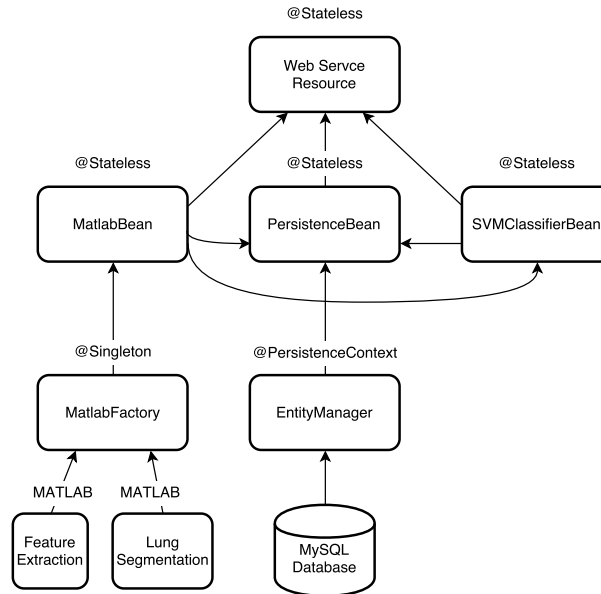 @Stateless
Web Servce
Resource
@Stateless
@Stateless
@Stateless
MatlabBean
PersistenceBean
SVMClassifierBean
@Singleton
@PersistenceContext
MatlabFactory
EntityManager
MATLAB
MATLAB
Feature
Extraction
Lung
Segmentation
MySQL
Database